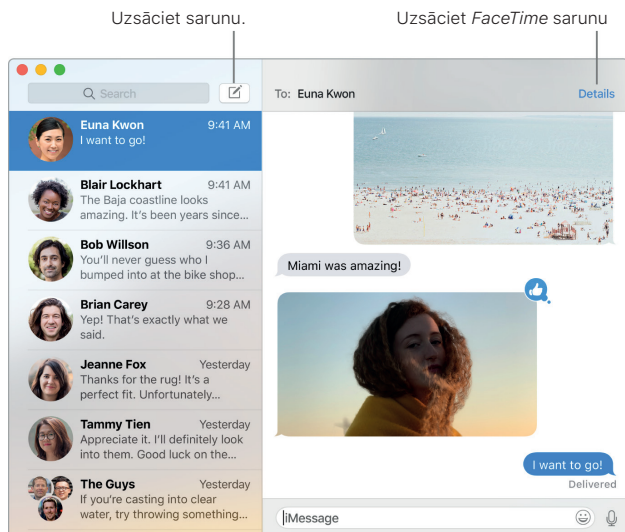 Uzsāciet sarunu.
Uzsāciet FaceTime sarunu
Search
To: Euna Kwon
Details
Euna Kwon 9:41 AM
I want to go!
Blair Lockhart 9:41 AM
The Baja coastline looks
amazing. It's been years since...
Bob Willson 9:36 AM
You'll never guess who I
bumped into at the bike shop...
Brian Carey 9:28 AM
Yep! That's exactly what we
said.
Jeanne Fox Yesterday
Thanks for the rug! It's a
perfect fit. Unfortunately...
Tammy Tien Yesterday
Appreciate it. I'll definitely look
into them. Good luck on the...
The Guys Yesterday
If you're casting into clear
water, try throwing something...
Miami was amazing!
I want to go!
Delivered
iMessage